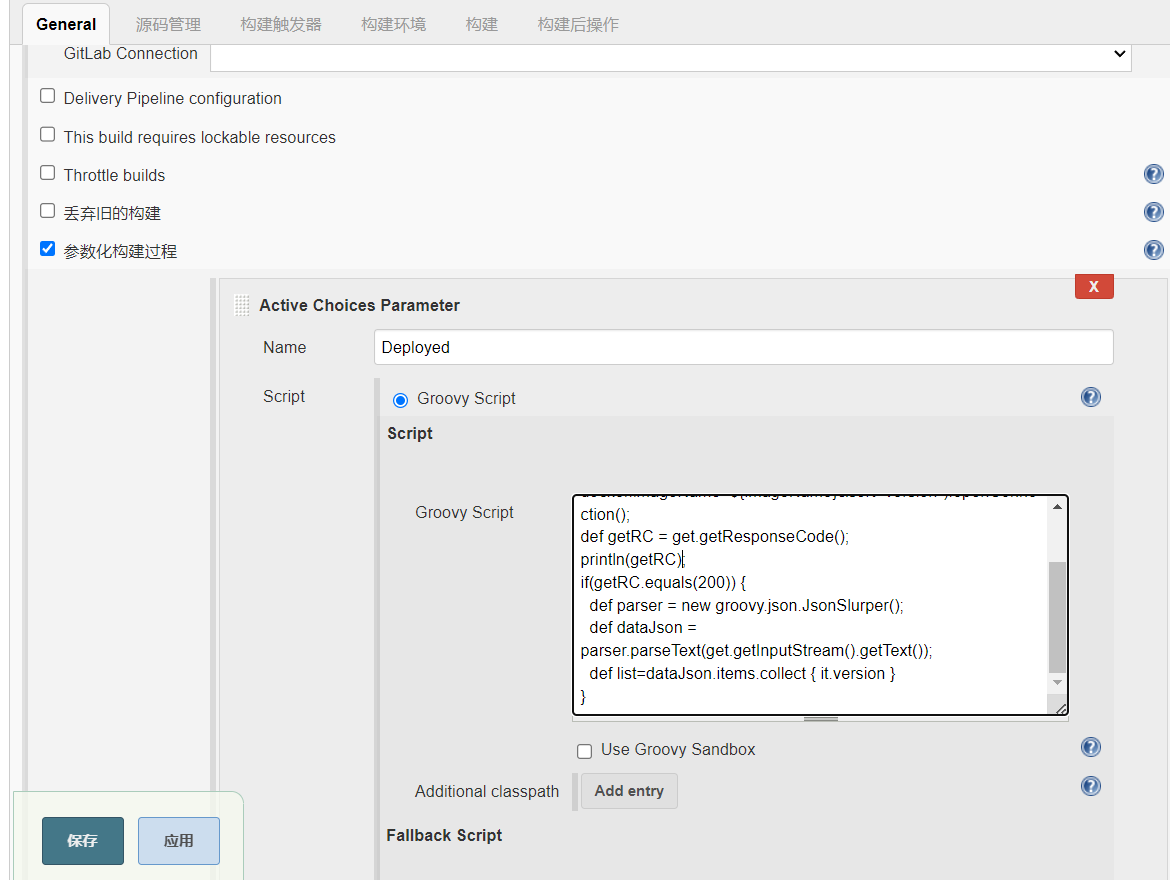 General 源码管理 构建触发器 构建环境 构建 构建后操作
GitLab Connection
Delivery Pipeline configuration
This build requires lockable resources
Throttle builds
丢弃旧的构建
参数化构建过程
X
Active Choices Parameter
Name Deployed
Script Groovy Script
Script
Groovy Script
ction();
def getRC = get.getResponseCode();
println(getRC);
if(getRC.equals(200)) {
def parser = new groovy.json.JsonSlurper();
def dataJson =
parser.parseText(get.getInputStream().getText());
def list=dataJson.items.collect { it.version }
}
Use Groovy Sandbox
Additional classpath Add entry
Fallback Script
保存 应用